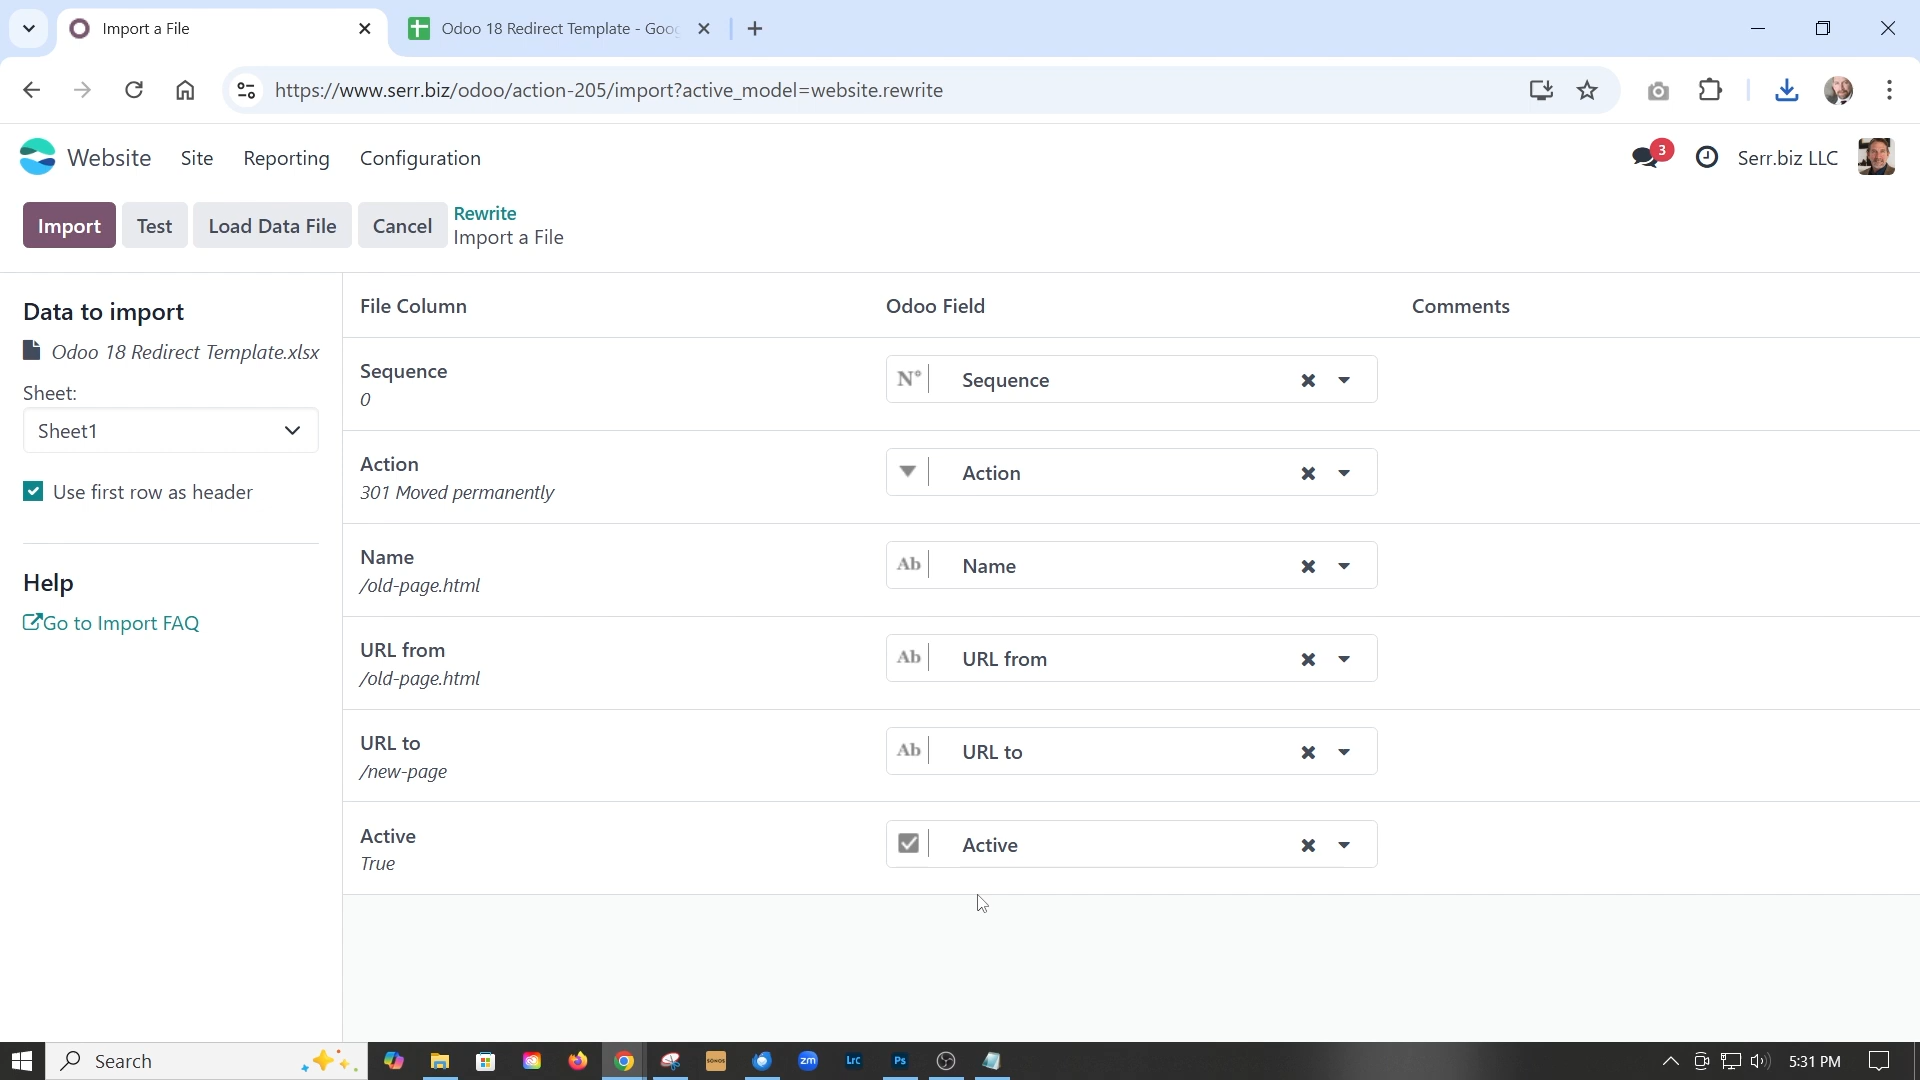 Import a File
Odoo 18 Redirect Template - Goo
https://www.serr.biz/odoo/action-205/import?active_model=website.rewrite
Website
Site
Reporting
Configuration
3
Serr.biz LLC
Import
Test
Load Data File
Cancel
Rewrite
Import a File
Data to import
Odoo 18 Redirect Template.xlsx
Sheet:
Sheet1
Use first row as header
Help
Go to Import FAQ
File Column
Odoo Field
Comments
Sequence
0
N°
Sequence
Action
301 Moved permanently
Action
Name
/old-page.html
Ab
Name
URL from
/old-page.html
Ab
URL from
URL to
/new-page
Ab
URL to
Active
True
Active
Search
SONOS
zm
LrC
Ps
5:31 PM